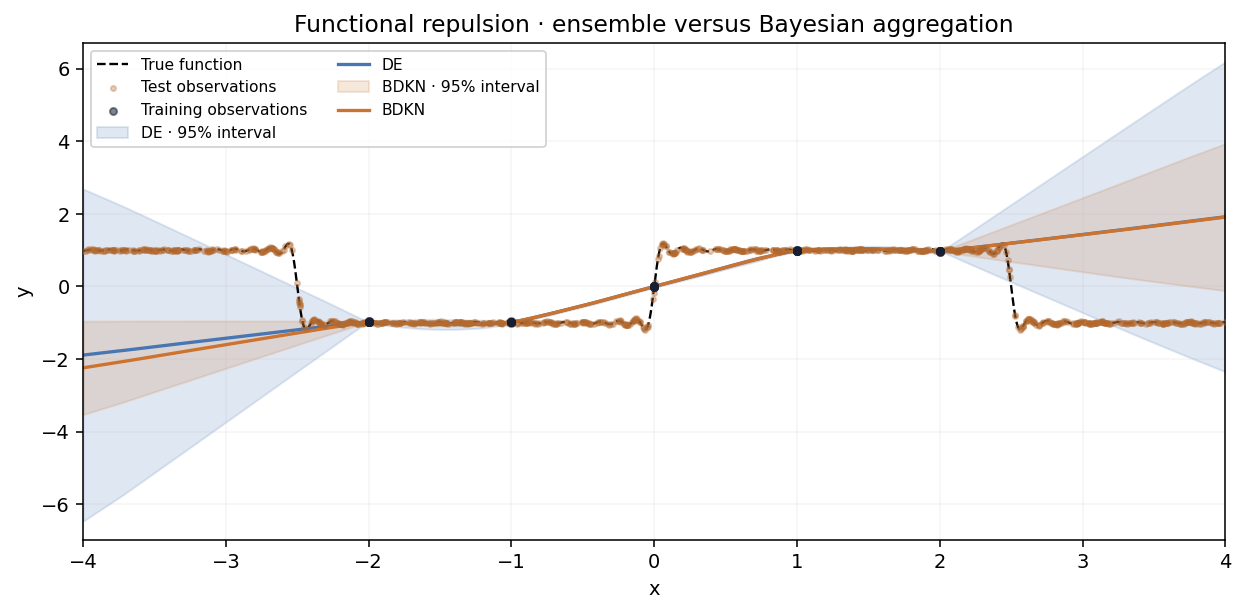 Functional repulsion · ensemble versus Bayesian aggregation
True function
Test observations
Training observations
DE · 95% interval
DE
BDKN · 95% interval
BDKN
6
4
2
0
−2
−4
−6
y
−4
−3
−2
−1
0
1
2
3
4
x